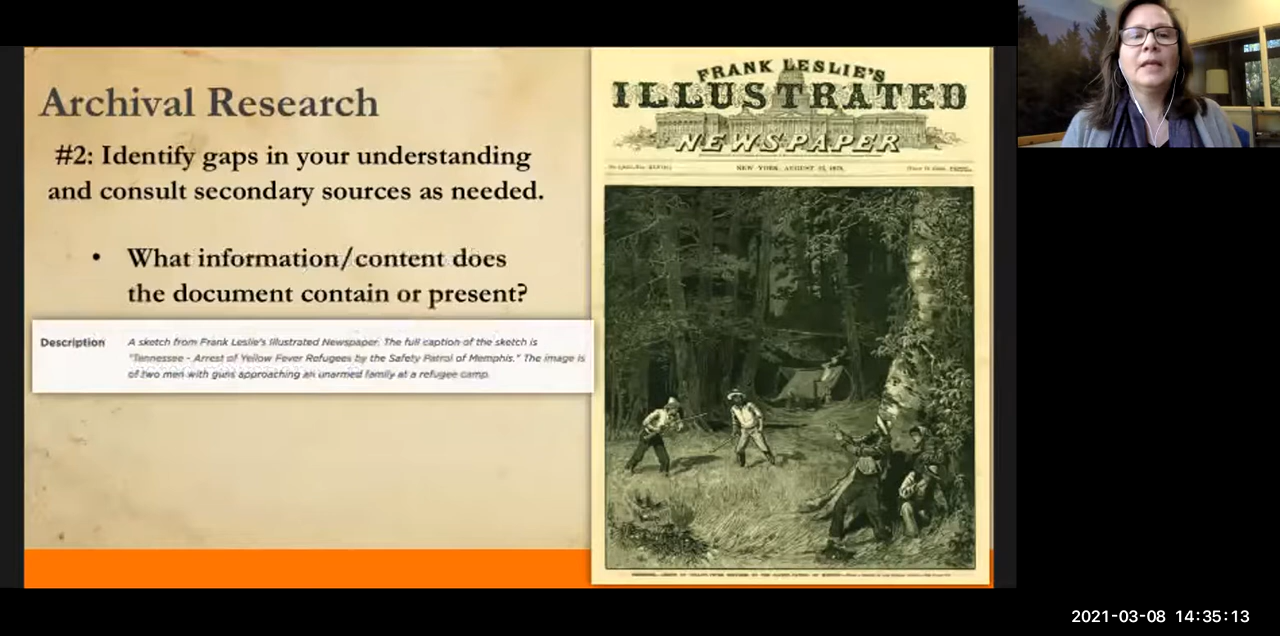 Archival Research
#2: Identify gaps in your understanding
and consult secondary sources as needed.
• What information/content does
the document contain or present?
Description
A sketch from Frank Leslie's Illustrated Newspaper. The full caption of the sketch is
"Tennessee - Arrest of Yellow Fever Refugees by the Safety Patrol of Memphis." The image is
of two men with guns approaching an unarmed family at a refugee camp.
FRANK LESLIE'S
ILLUSTRATED
NEWSPAPER
NEW YORK, AUGUST
2021-03-08 14:35:13